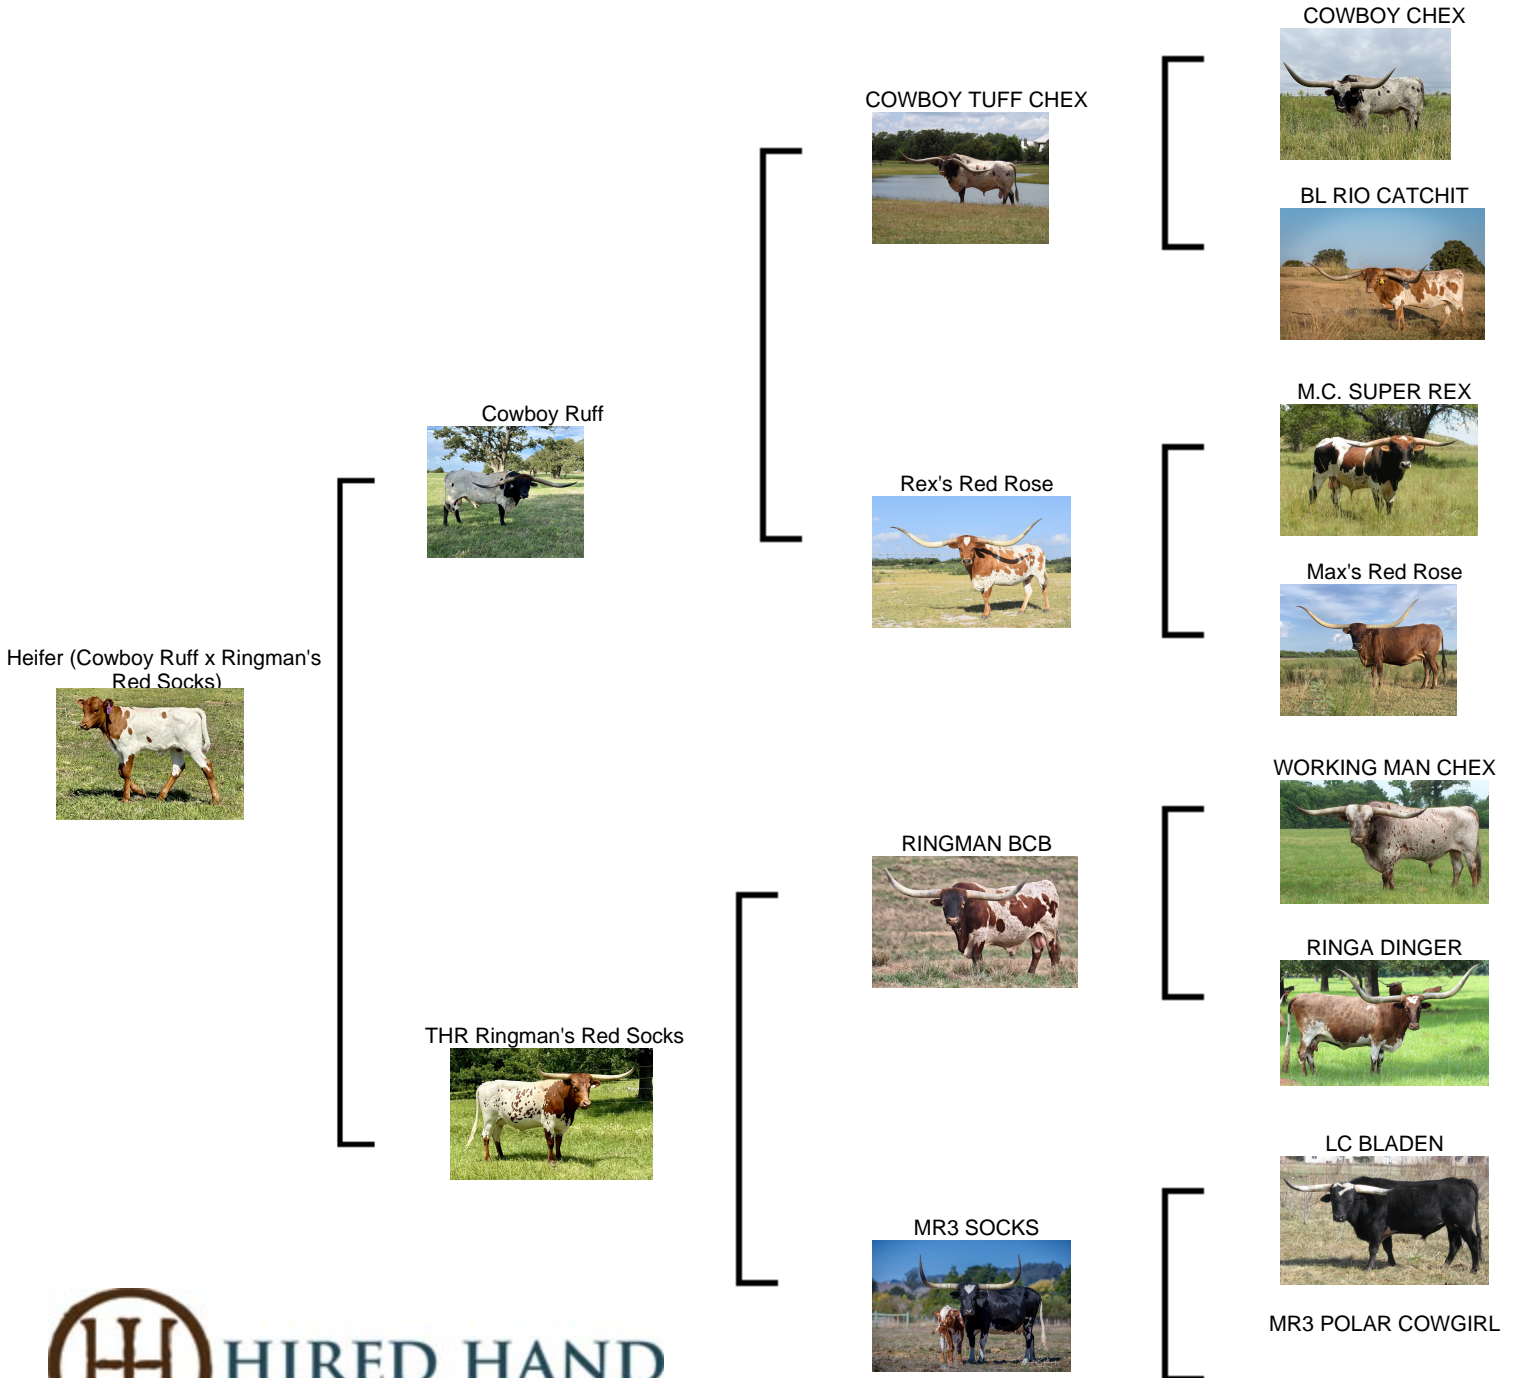 COWBOY CHEX
COWBOY TUFF CHEX
BL RIO CATCHIT
Cowboy Ruff
M.C. SUPER REX
Rex's Red Rose
Max's Red Rose
Heifer (Cowboy Ruff x Ringman's
Red Socks)
WORKING MAN CHEX
RINGMAN BCB
RINGA DINGER
THR Ringman's Red Socks
LC BLADEN
MR3 SOCKS
MR3 POLAR COWGIRL
HIRED HAND